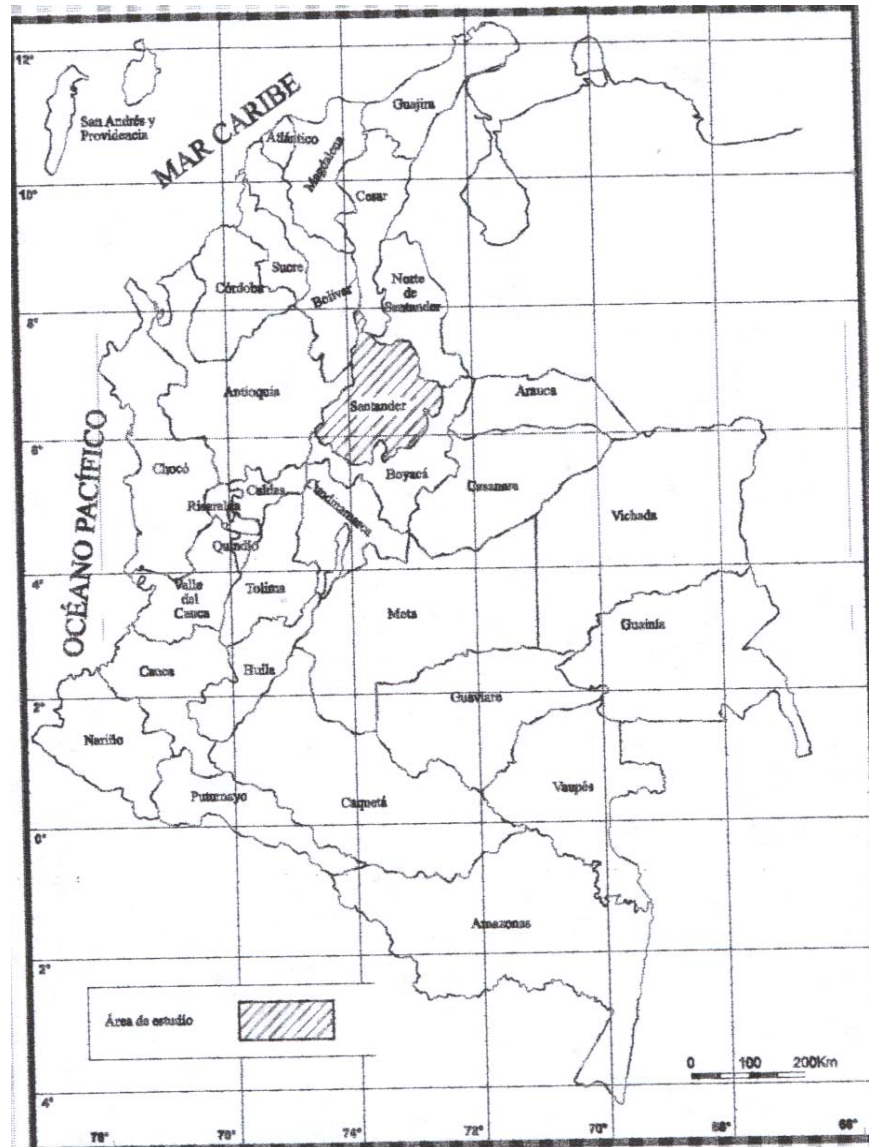 12°
San Andrés y
Providencia
MAR CARIBE
Guajira
Atlántico
Magdalena
Cesar
10°
Sucre
Córdoba
Bolívar
Norte
de
Santander
8°
Antioquia
Santander
Arauca
6°
OCÉANO PACÍFICO
Chocó
Boyacá
Casanare
Caldas
Risaralda
Cundinamarca
Vichada
Quindío
4°
Valle
del
Cauca
Tolima
Meta
Guainía
Cauca
Huila
2°
Guaviare
Nariño
Putumayo
Caquetá
Vaupés
0°
Amazonas
2°
Área de estudio
0 100 200Km
4°
78° 76° 74° 72° 70° 68° 66°